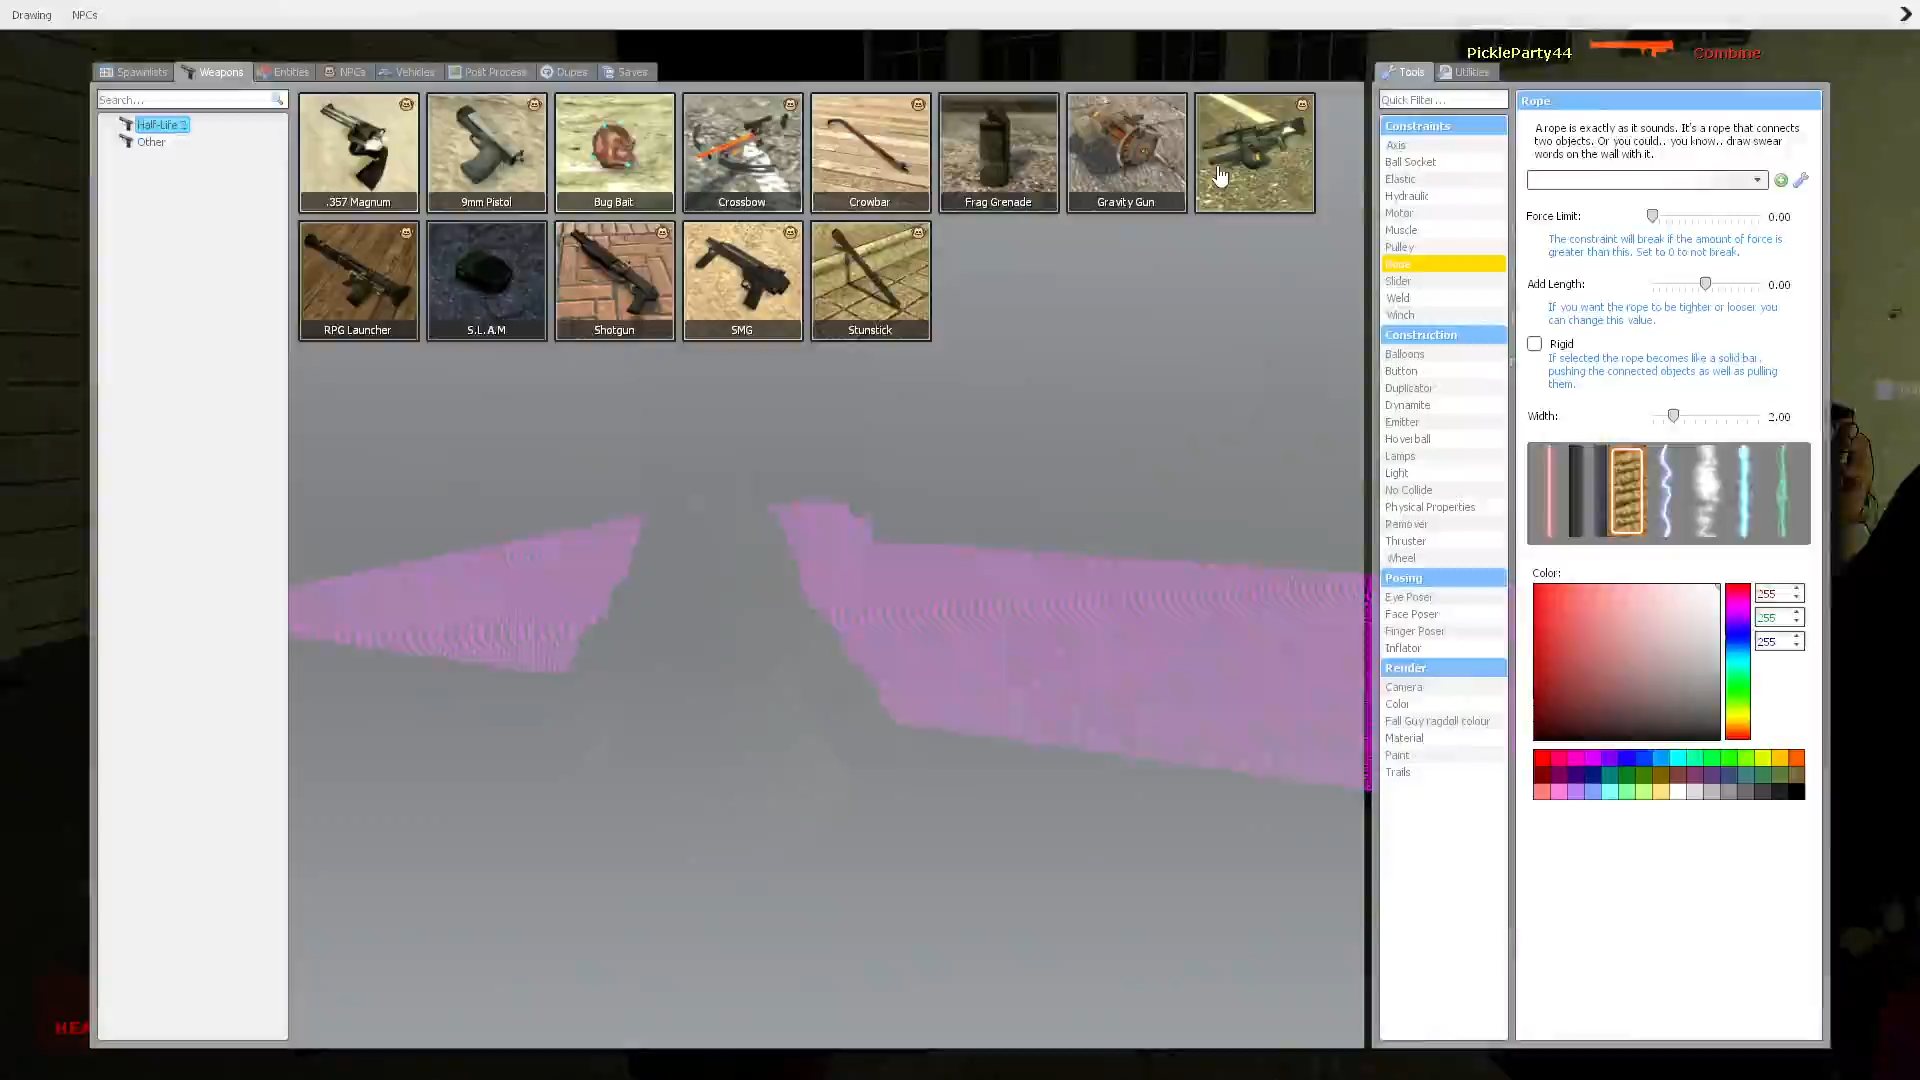 Drawing NPCs
PickleParty44 Combine
Spawnlists Weapons Entities NPCs Vehicles Post Process Dupes Saves
Tools Utilities
Search...
Half-Life 2
Other
.357 Magnum 9mm Pistol Bug Bait Crossbow Crowbar Frag Grenade Gravity Gun
RPG Launcher S.L.A.M Shotgun SMG Stunstick
Quick Filter...
Constraints
Axis
Ball Socket
Elastic
Hydraulic
Motor
Muscle
Pulley
Rope
Slider
Weld
Winch
Construction
Balloons
Button
Duplicator
Dynamite
Emitter
Hoverball
Lamps
Light
No Collide
Physical Properties
Remover
Thruster
Wheel
Posing
Eye Poser
Face Poser
Finger Poser
Inflator
Render
Camera
Color
Fall Guy ragdoll colour
Material
Paint
Trails
Rope
A rope is exactly as it sounds. It's a rope that connects
two objects. Or you could.. you know.. draw swear
words on the wall with it.
Force Limit: 0.00
The constraint will break if the amount of force is
greater than this. Set to 0 to not break.
Add Length: 0.00
If you want the rope to be tighter or looser you
can change this value.
Rigid
If selected the rope becomes like a solid bar,
pushing the connected objects as well as pulling
them.
Width: 2.00
Color:
255
255
255